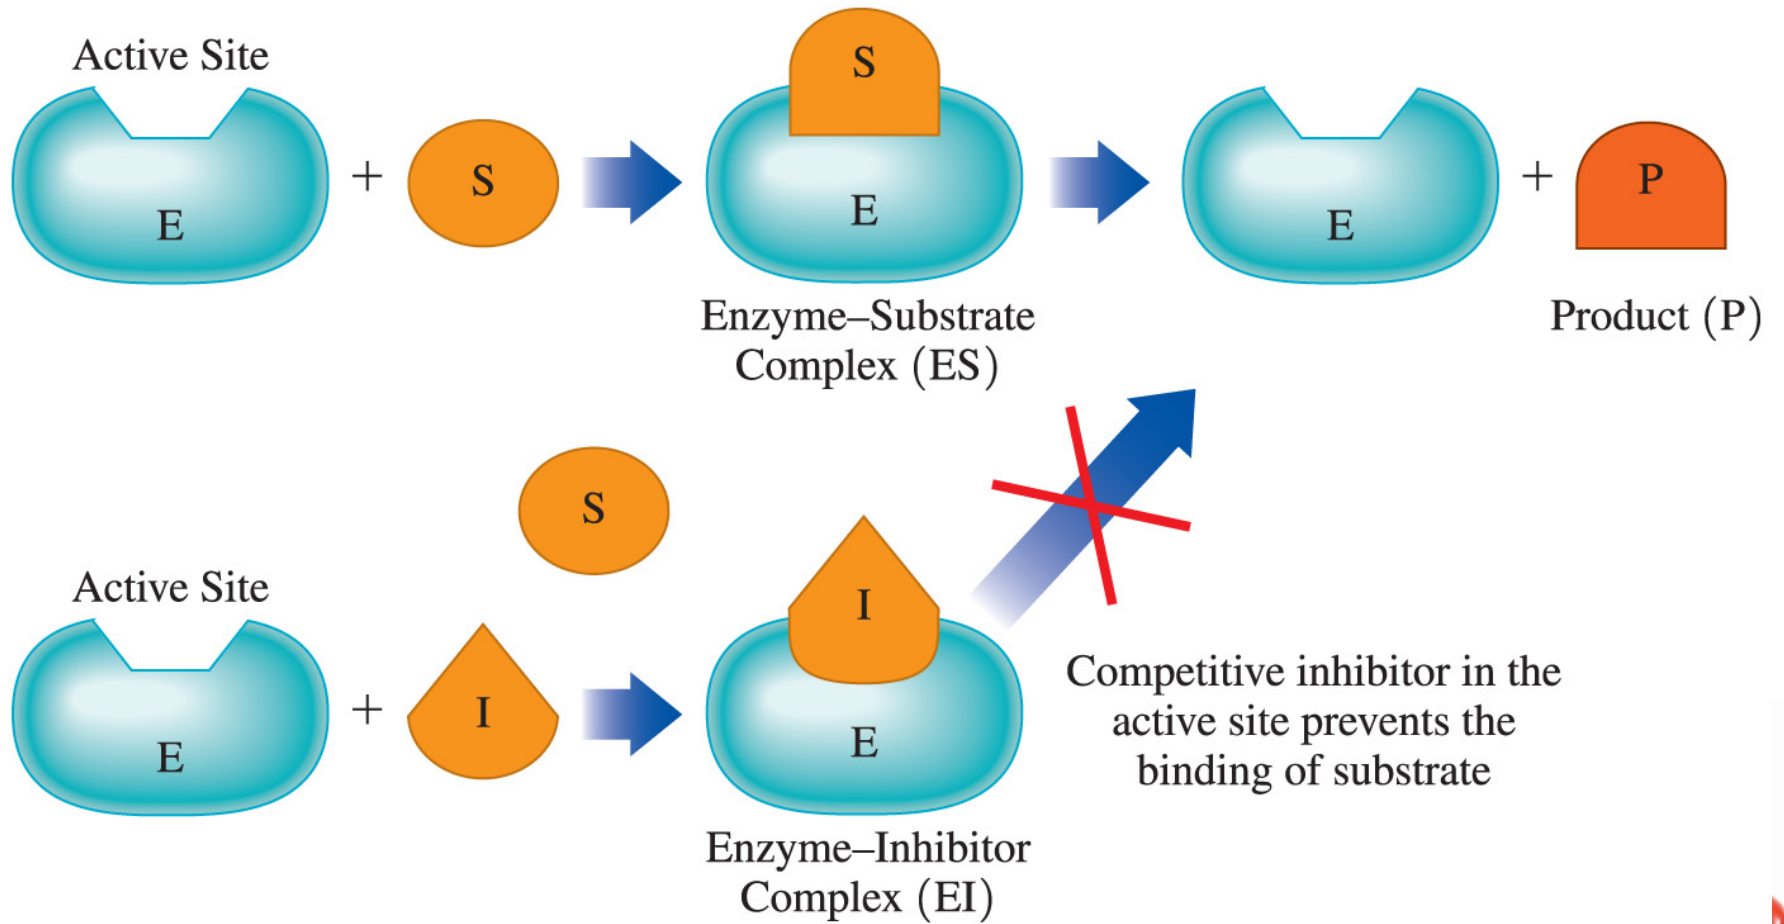 Active Site
E
+
S
S
E
Enzyme–Substrate
Complex (ES)
E
+
P
Product (P)
Active Site
E
+
S
I
I
E
Enzyme–Inhibitor
Complex (EI)
Competitive inhibitor in the
active site prevents the
binding of substrate